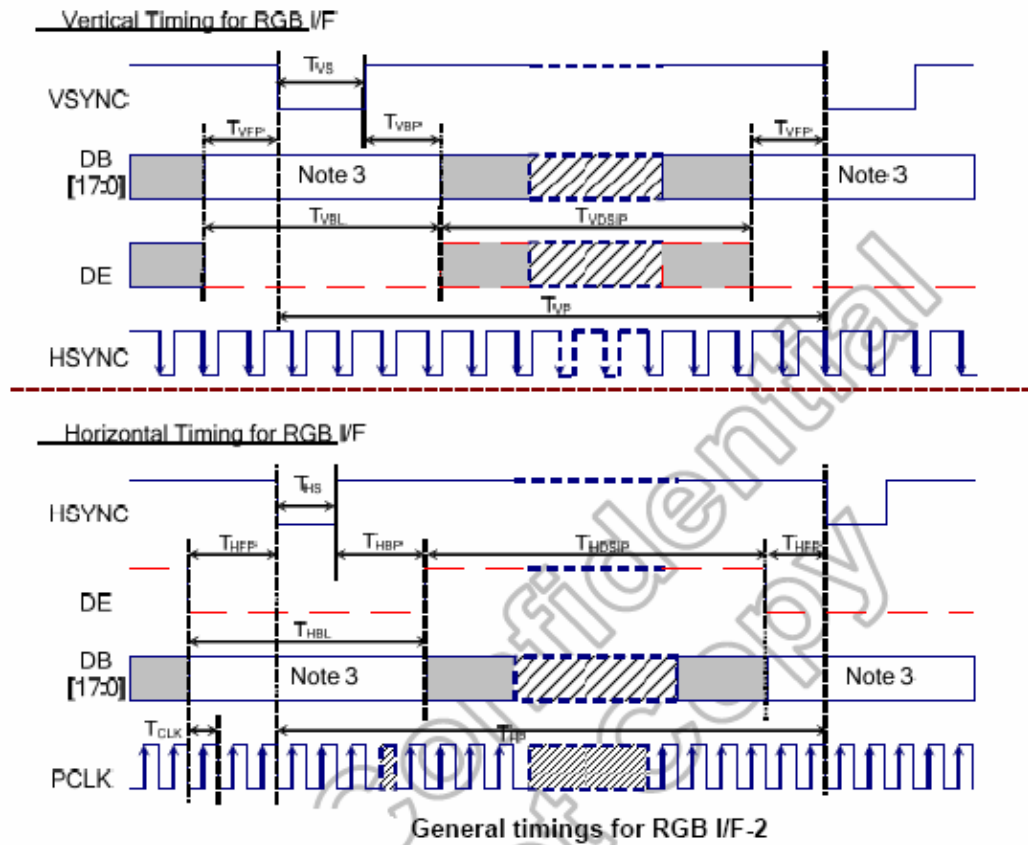 Vertical Timing for RGB I/F
TVS
VSYNC
TVFP
TVBP
TVFP
DB
[17:0]
Note 3
Note 3
TVBL
TVDSIP
DE
TVP
HSYNC
Horizontal Timing for RGB I/F
THS
HSYNC
THFP
THBP
THDSIP
THFP
DE
THBL
DB
[17:0]
Note 3
Note 3
TCLK
THP
PCLK
General timings for RGB I/F-2
Confidential
Copy